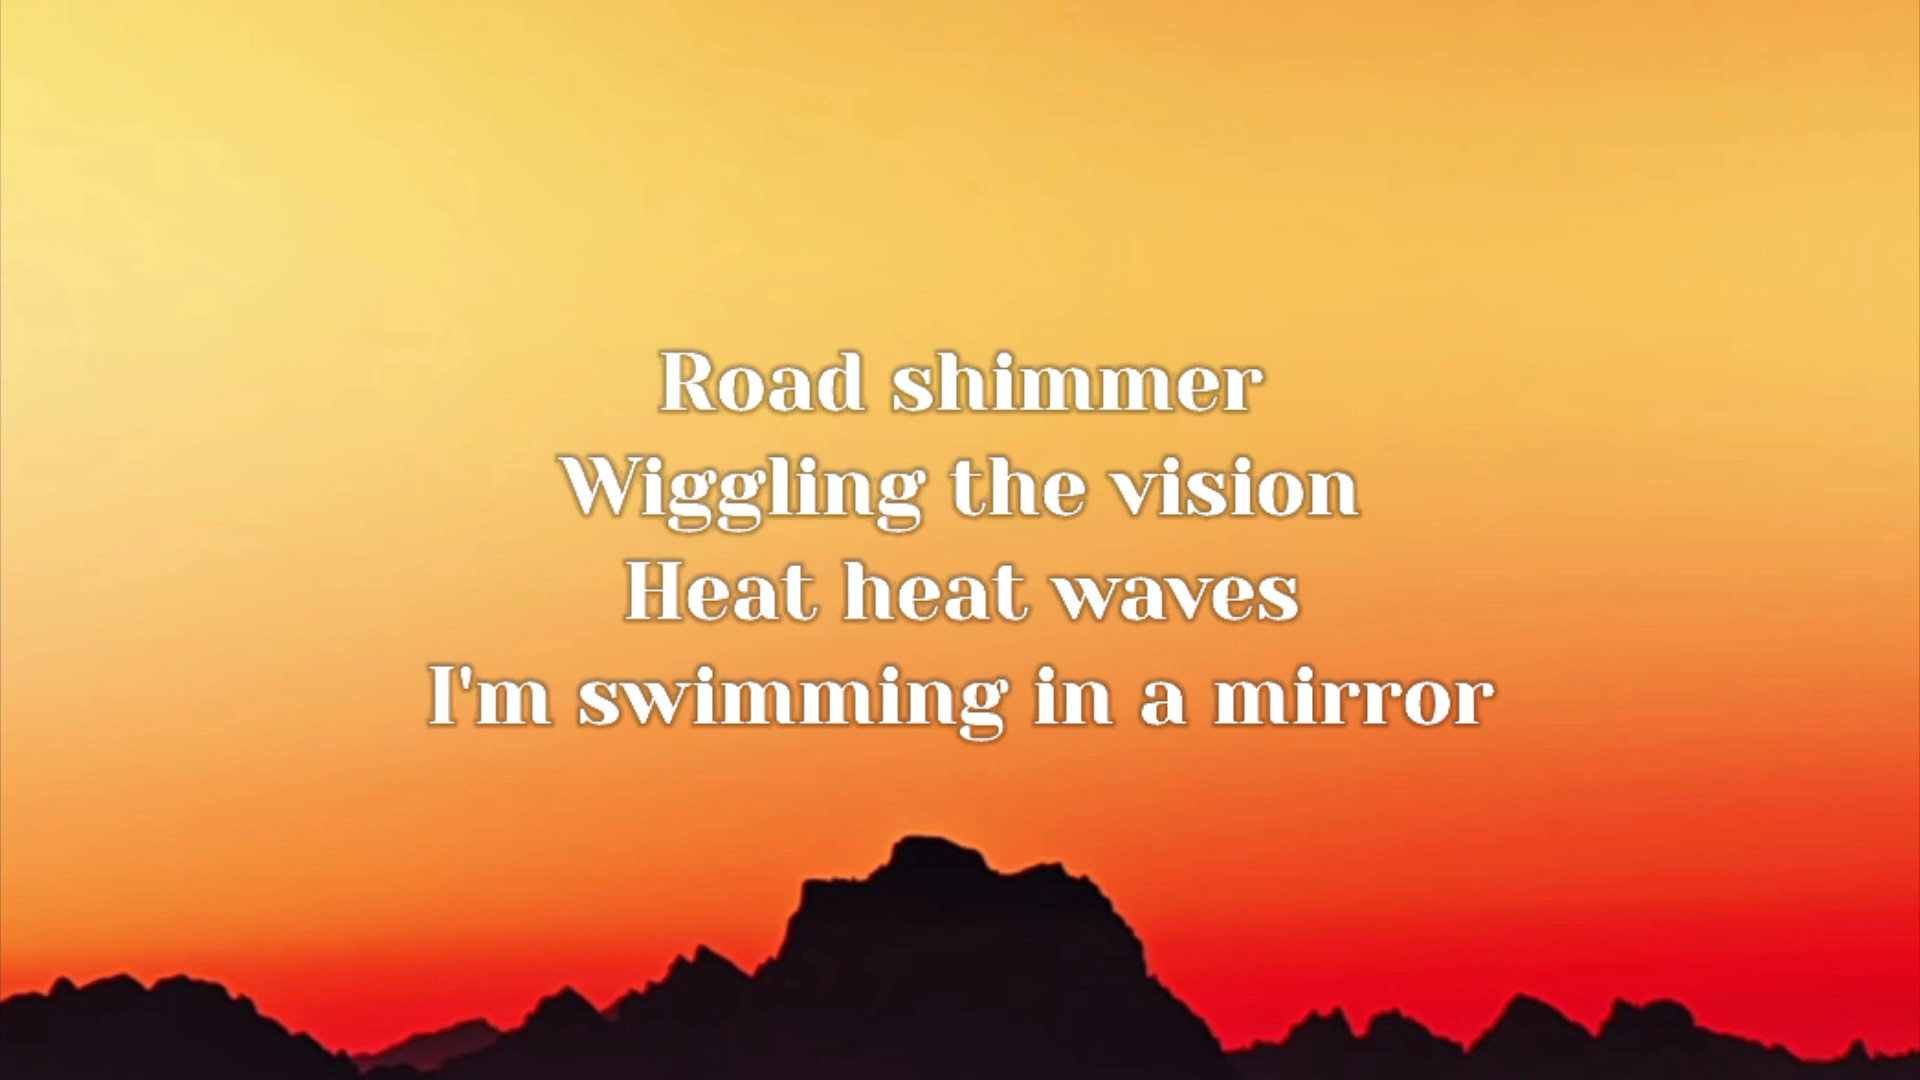 Road shimmer
Wiggling the vision
Heat heat waves
I'm swimming in a mirror